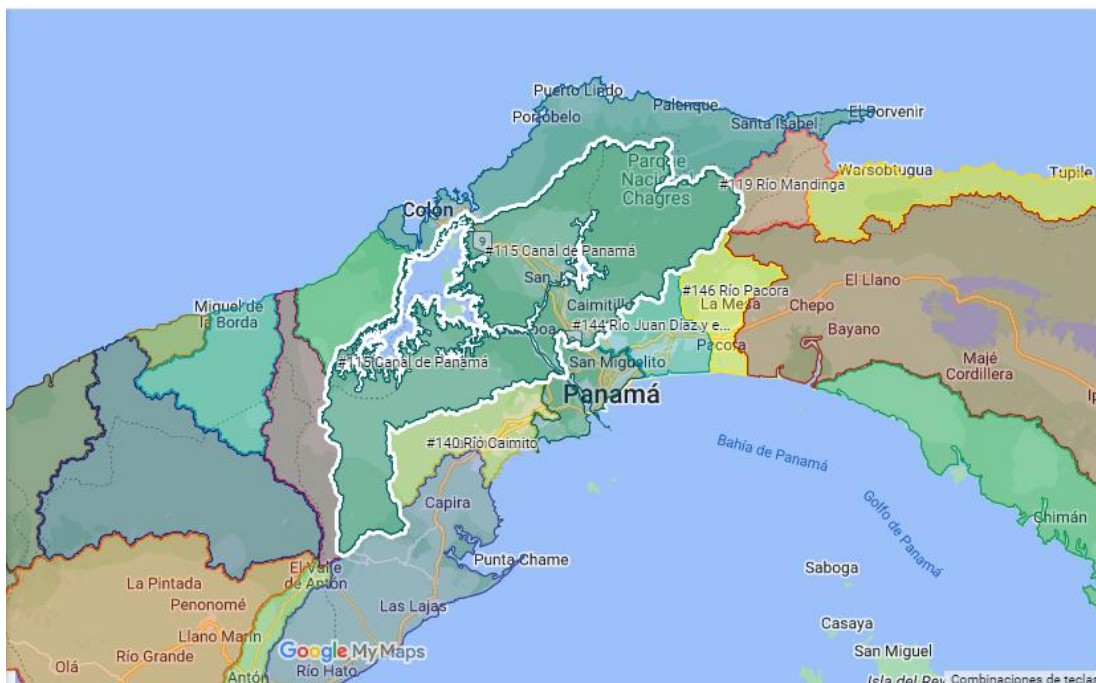 Puerto Lindo
Palenque
El Porvenir
Portobelo
Santa Isabel
Parque
Nacional
Chagres
Warsobtugua
Tupile
#119 Río Mandinga
Colón
9
#115 Canal de Panamá
San
El Llano
#146 Río Pacora
Miguel de
la Borda
Caimitillo
La Mesa
Chepo
#144 Río Juan Díaz y e...
Bayano
Pacora
#115 Canal de Panamá
San Miguelito
Majé
Cordillera
Panamá
#140 Río Caimito
Bahía de Panamá
Capira
Golfo de Panamá
Chimán
Punta Chame
El Valle
de Antón
Saboga
La Pintada
Penonomé
Las Lajas
Casaya
Llano Marín
Google My Maps
San Miguel
Río Grande
Olá
Antón
Río Hato
Isla del Rey
Combinaciones de teclas